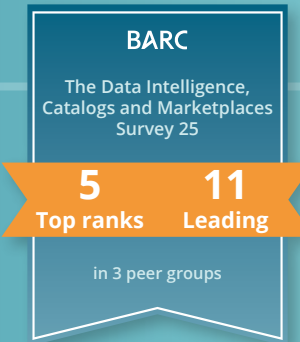 BARC
The Data Intelligence,
Catalogs and Marketplaces
Survey 25
5 11
Top ranks Leading
in 3 peer groups